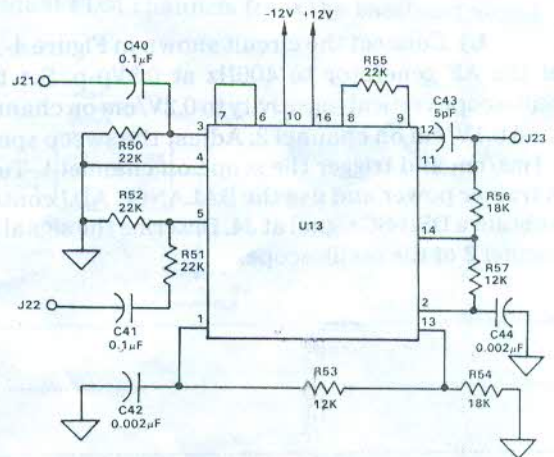 -12V +12V
C40
0.1µF
J21
R55
22K
C43
5pF
J23
3 7 6 10 16 8 9 12
R50
22K
4
11
R52
22K
5
U13
R56
18K
14
R51
22K
R57
12K
J22
2
C41
0.1µF
1
13
C44
0.002µF
R53
12K
R54
18K
C42
0.002µF